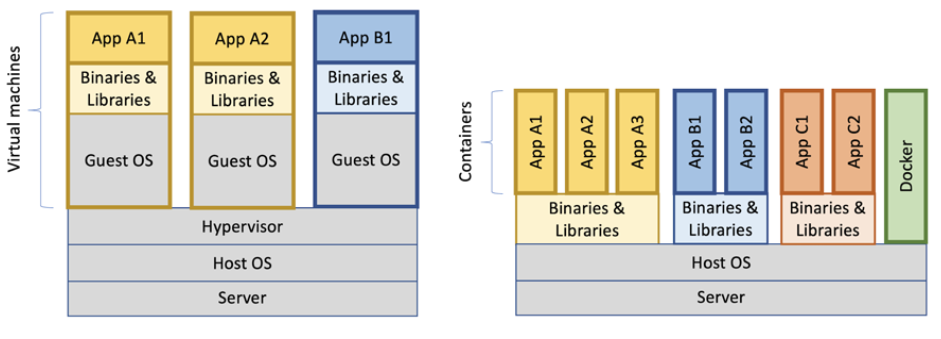 Virtual machines
App A1
App A2
App B1
Binaries &
Libraries
Binaries &
Libraries
Binaries &
Libraries
Guest OS
Guest OS
Guest OS
Hypervisor
Host OS
Server
Containers
App A1
App A2
App A3
App B1
App B2
App C1
App C2
Docker
Binaries &
Libraries
Binaries &
Libraries
Binaries &
Libraries
Host OS
Server